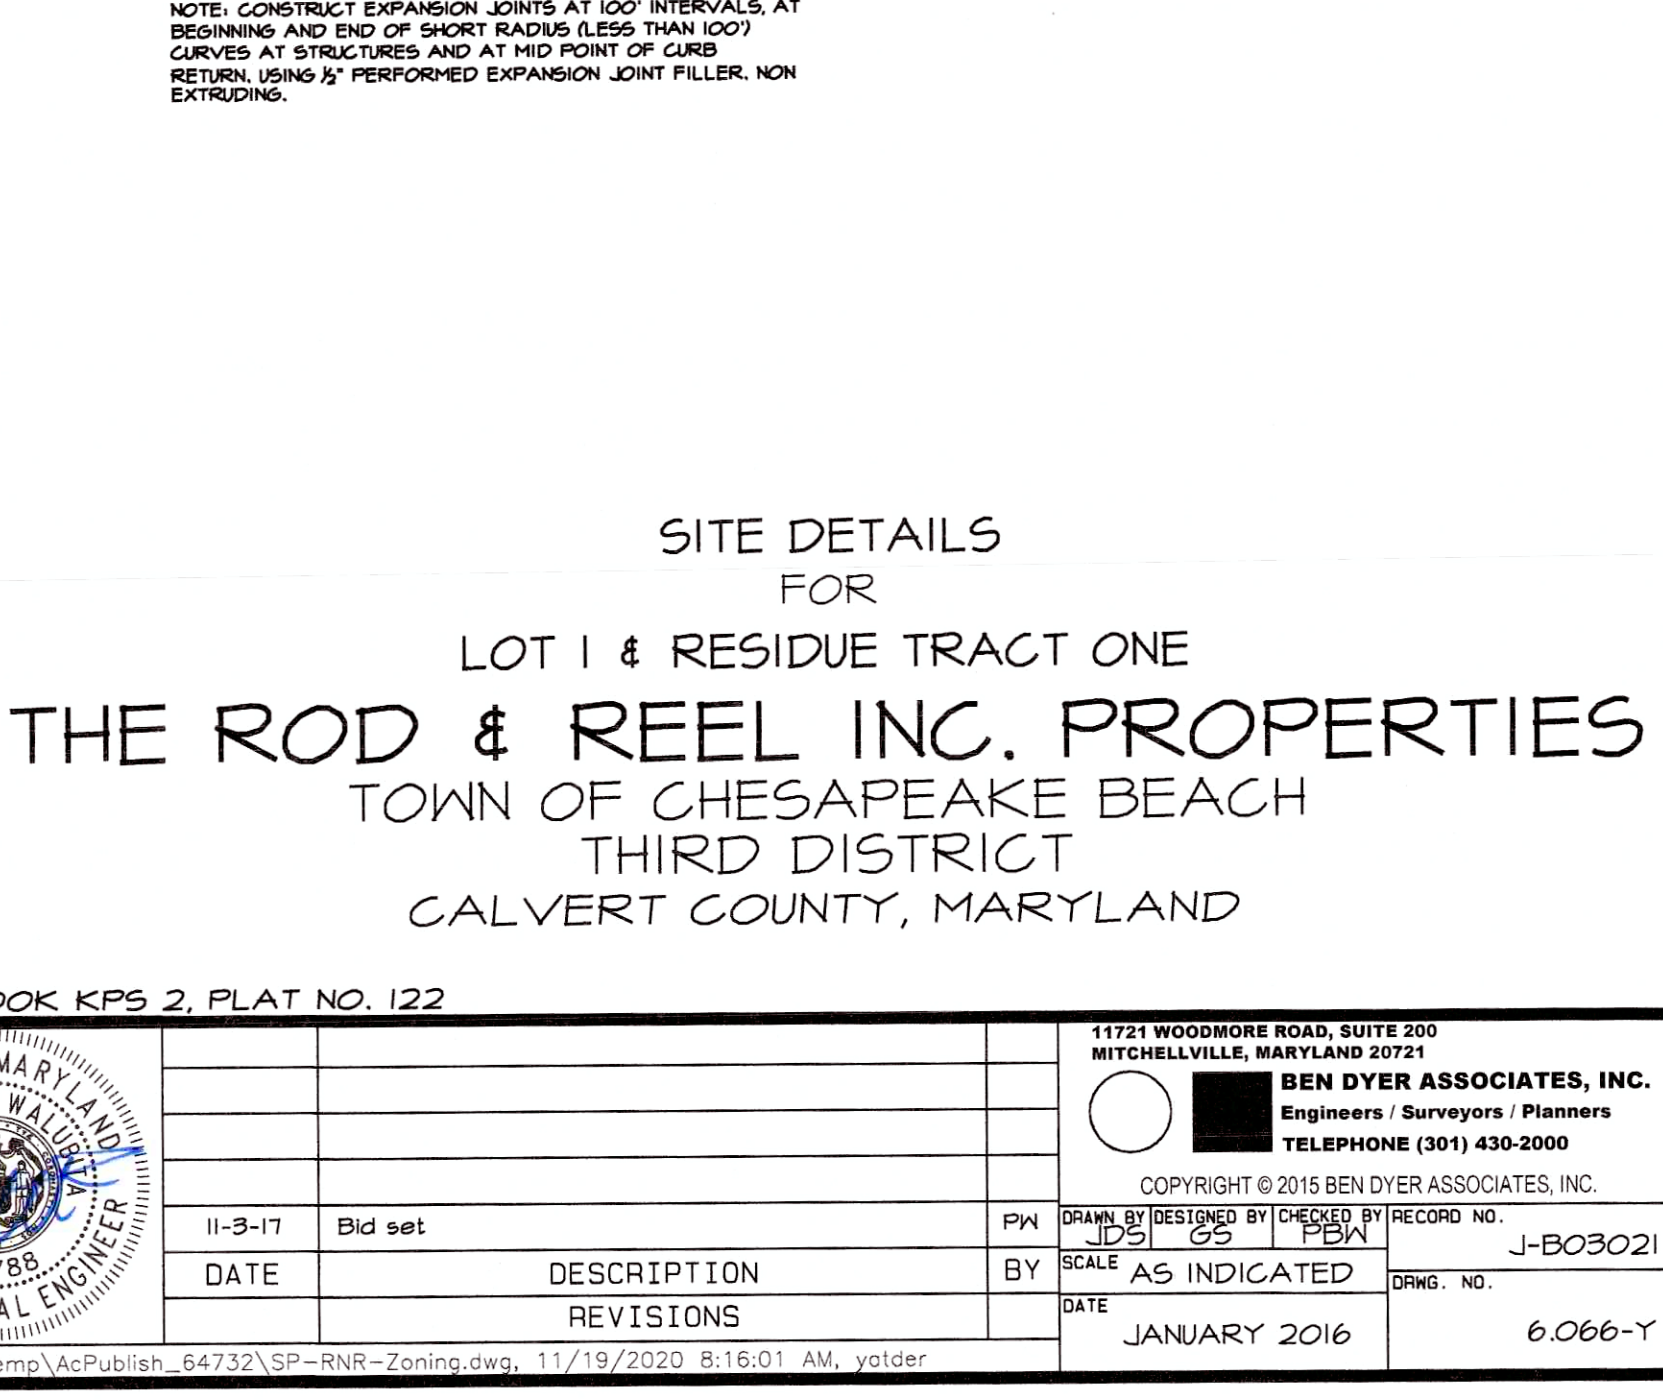 NOTE: CONSTRUCT EXPANSION JOINTS AT 100' INTERVALS, AT
BEGINNING AND END OF SHORT RADIUS (LESS THAN 100')
CURVES AT STRUCTURES AND AT MID POINT OF CURB
RETURN, USING ½" PERFORMED EXPANSION JOINT FILLER, NON
EXTRUDING.
SITE DETAILS
FOR
LOT 1 & RESIDUE TRACT ONE
THE ROD & REEL INC. PROPERTIES
TOWN OF CHESAPEAKE BEACH
THIRD DISTRICT
CALVERT COUNTY, MARYLAND
OOK KPS 2, PLAT NO. 122
MARYLAND
WALUBITA
788
AL ENGINEER
11-3-17 Bid set PW
DATE DESCRIPTION BY
REVISIONS
11721 WOODMORE ROAD, SUITE 200
MITCHELLVILLE, MARYLAND 20721
BEN DYER ASSOCIATES, INC.
Engineers / Surveyors / Planners
TELEPHONE (301) 430-2000
COPYRIGHT © 2015 BEN DYER ASSOCIATES, INC.
DRAWN BY JDS
DESIGNED BY GS
CHECKED BY PBW
RECORD NO.
J-B03021
SCALE AS INDICATED
DRWG. NO.
6.066-Y
DATE
JANUARY 2016
emp\AcPublish_64732\SP-RNR-Zoning.dwg, 11/19/2020 8:16:01 AM, yatder